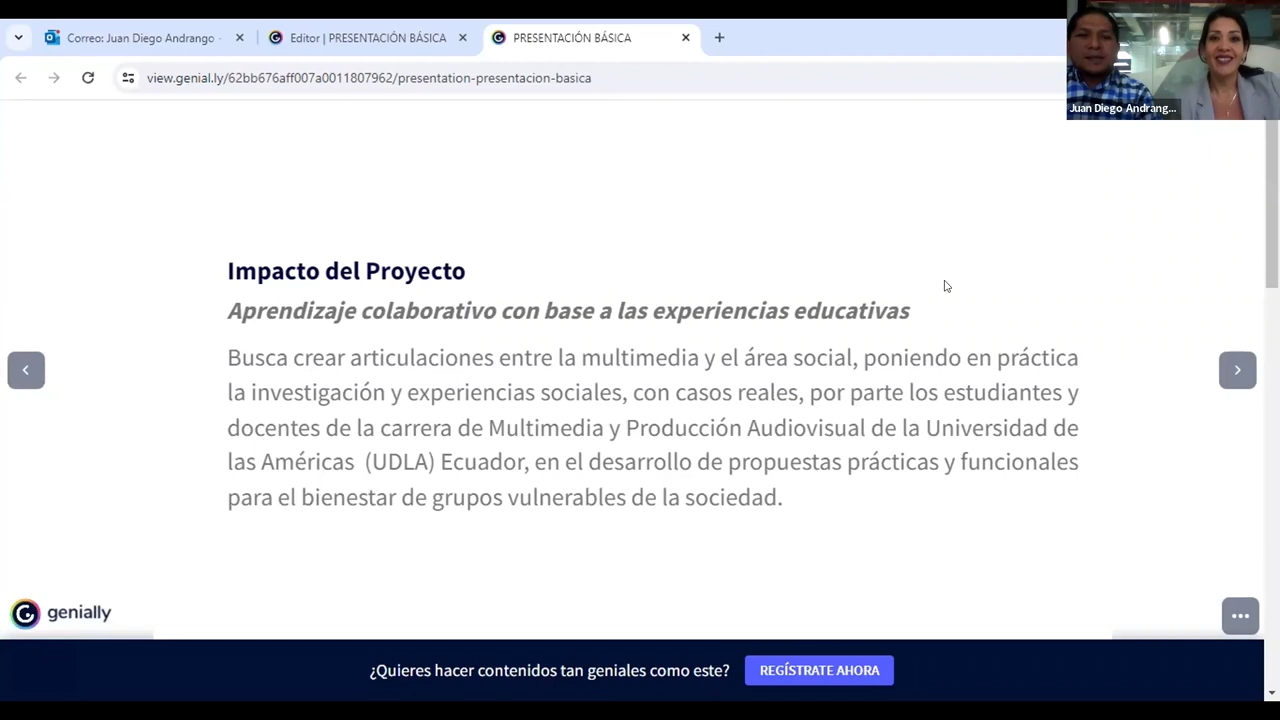 Correo: Juan Diego Andrango
Editor | PRESENTACIÓN BÁSICA
PRESENTACIÓN BÁSICA
view.genial.ly/62bb676aff007a0011807962/presentation-presentacion-basica
Juan Diego Andrang...
Impacto del Proyecto
Aprendizaje colaborativo con base a las experiencias educativas
Busca crear articulaciones entre la multimedia y el área social, poniendo en práctica
la investigación y experiencias sociales, con casos reales, por parte los estudiantes y
docentes de la carrera de Multimedia y Producción Audiovisual de la Universidad de
las Américas (UDLA) Ecuador, en el desarrollo de propuestas prácticas y funcionales
para el bienestar de grupos vulnerables de la sociedad.
genially
¿Quieres hacer contenidos tan geniales como este?
REGÍSTRATE AHORA